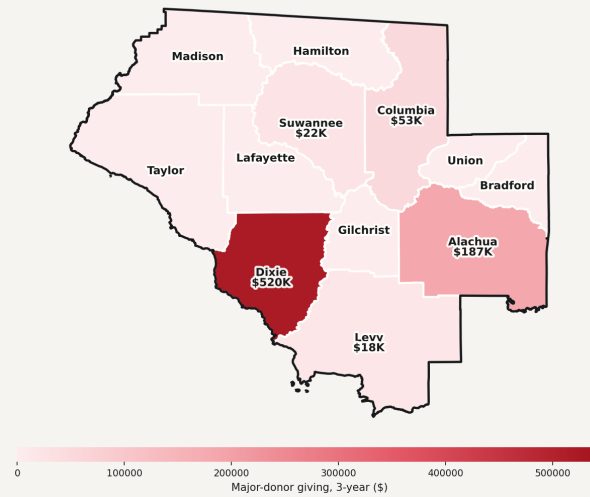 Madison
Hamilton
Columbia
$53K
Suwannee
$22K
Lafayette
Taylor
Union
Bradford
Gilchrist
Alachua
$187K
Dixie
$520K
Levy
$18K
0 100000 200000 300000 400000 500000
Major-donor giving, 3-year ($)